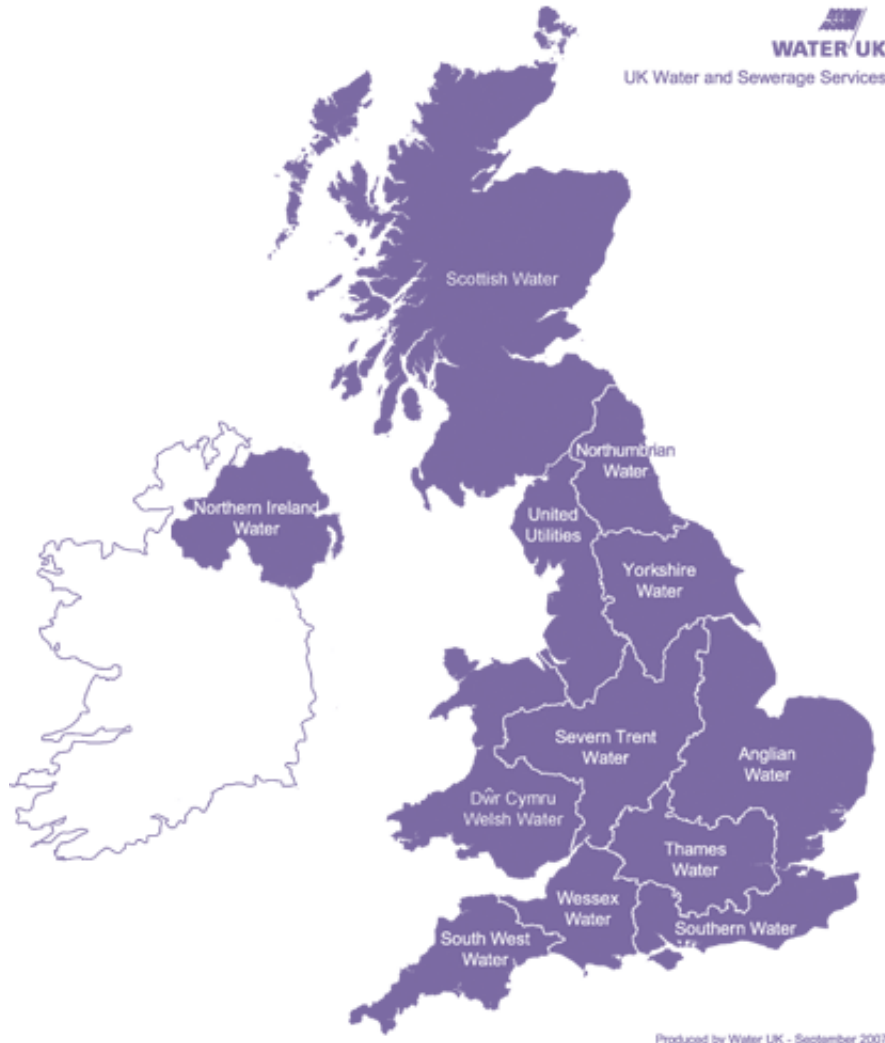 WATER UK
UK Water and Sewerage Services
Scottish Water
Northumbrian
Water
Northern Ireland
Water
United
Utilities
Yorkshire
Water
Severn Trent
Water
Anglian
Water
Dŵr Cymru
Welsh Water
Thames
Water
Wessex
Water
Southern Water
South West
Water
Produced by Water UK - September 2007